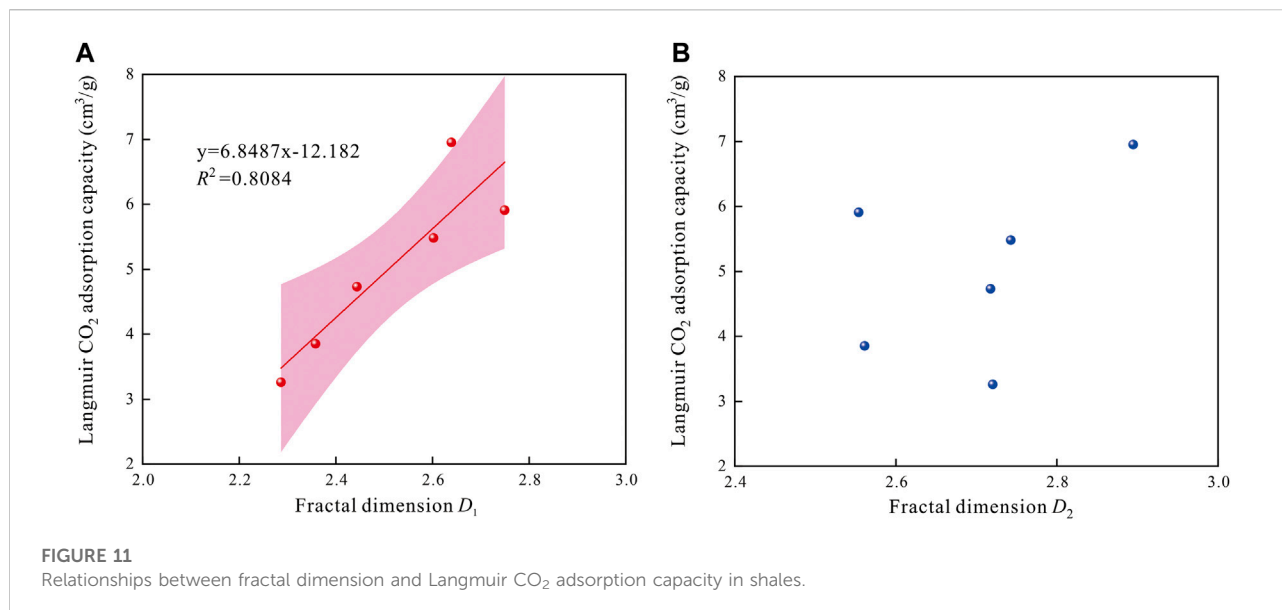 A
B
Langmuir CO₂ adsorption capacity (cm³/g)
8
7
6
5
4
3
2
y=6.8487x-12.182
R²=0.8084
2.0 2.2 2.4 2.6 2.8 3.0
Fractal dimension D₁
Langmuir CO₂ adsorption capacity (cm³/g)
8
7
6
5
4
3
2
2.4 2.6 2.8 3.0
Fractal dimension D₂
FIGURE 11
Relationships between fractal dimension and Langmuir CO₂ adsorption capacity in shales.